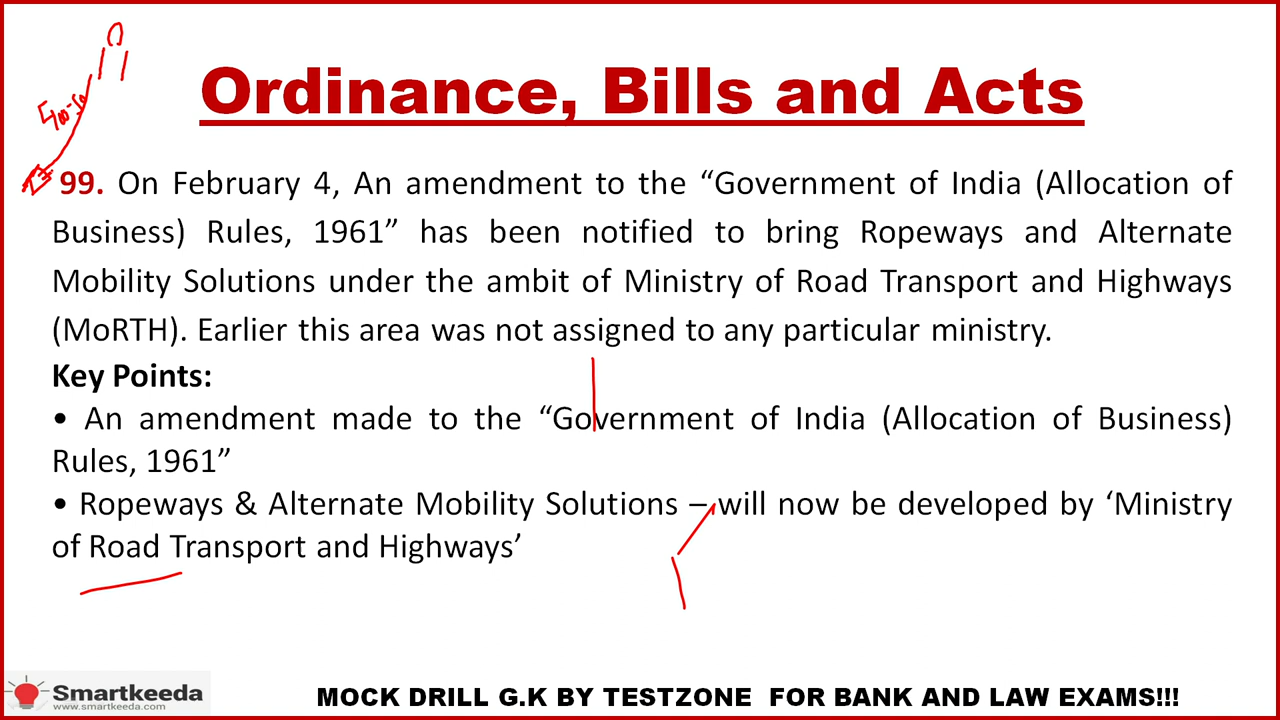 Ordinance, Bills and Acts
99. On February 4, An amendment to the “Government of India (Allocation of
Business) Rules, 1961” has been notified to bring Ropeways and Alternate
Mobility Solutions under the ambit of Ministry of Road Transport and Highways
(MoRTH). Earlier this area was not assigned to any particular ministry.
Key Points:
• An amendment made to the “Government of India (Allocation of Business)
Rules, 1961”
• Ropeways & Alternate Mobility Solutions – will now be developed by ‘Ministry
of Road Transport and Highways’
Smartkeeda
www.smartkeeda.com
MOCK DRILL G.K BY TESTZONE FOR BANK AND LAW EXAMS!!!